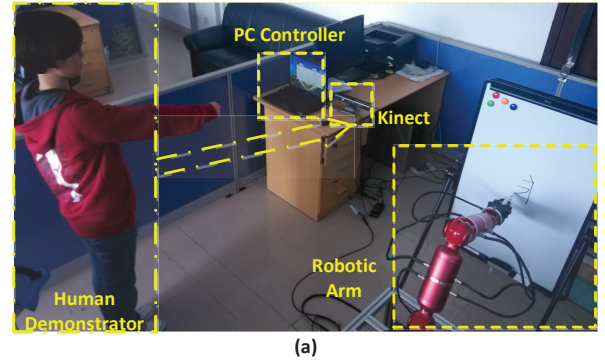 PC Controller
Kinect
Robotic
Arm
Human
Demonstrator
(a)